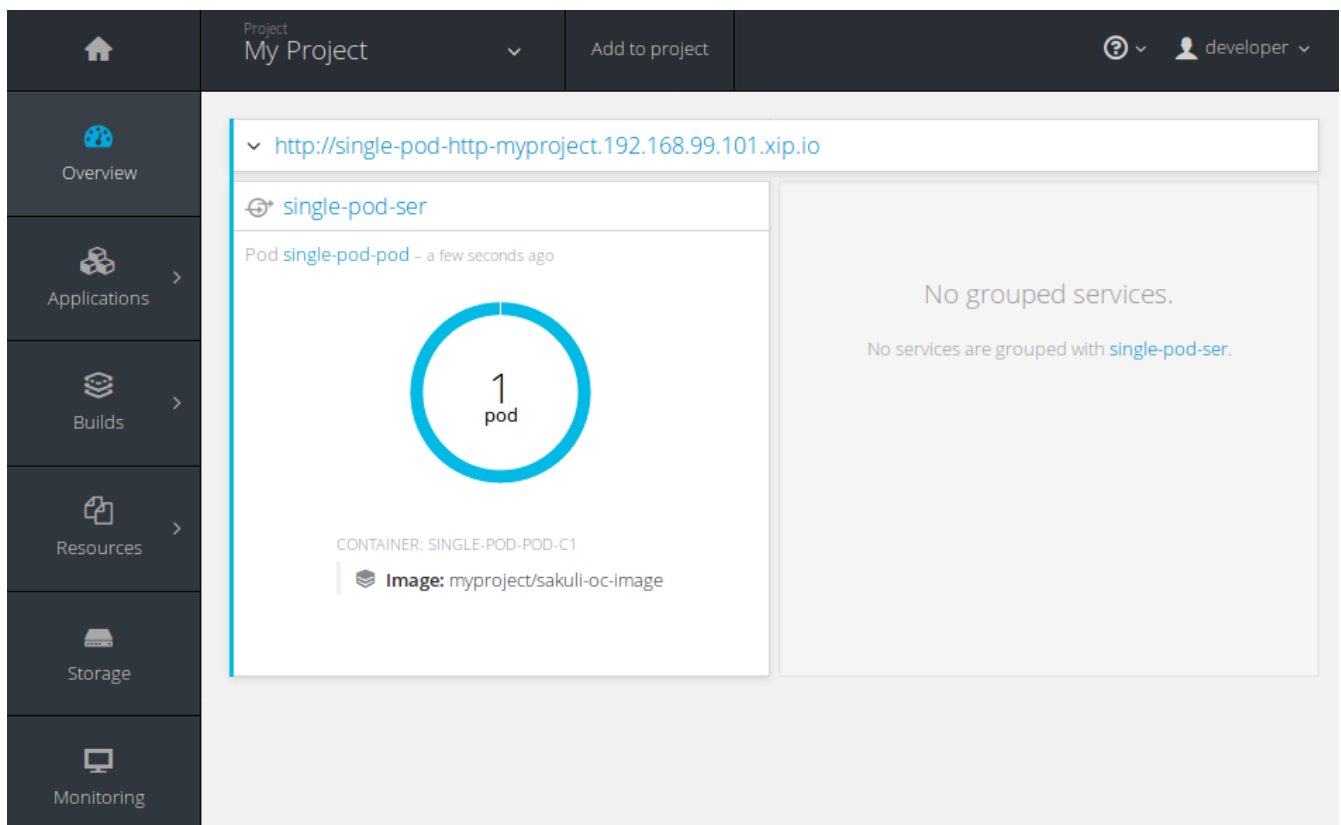 Project
My Project
Add to project
developer
Overview
Applications
Builds
Resources
Storage
Monitoring
http://single-pod-http-myproject.192.168.99.101.xip.io
single-pod-ser
Pod single-pod-pod – a few seconds ago
1
pod
CONTAINER: SINGLE-POD-POD-C1
Image: myproject/sakuli-oc-image
No grouped services.
No services are grouped with single-pod-ser.